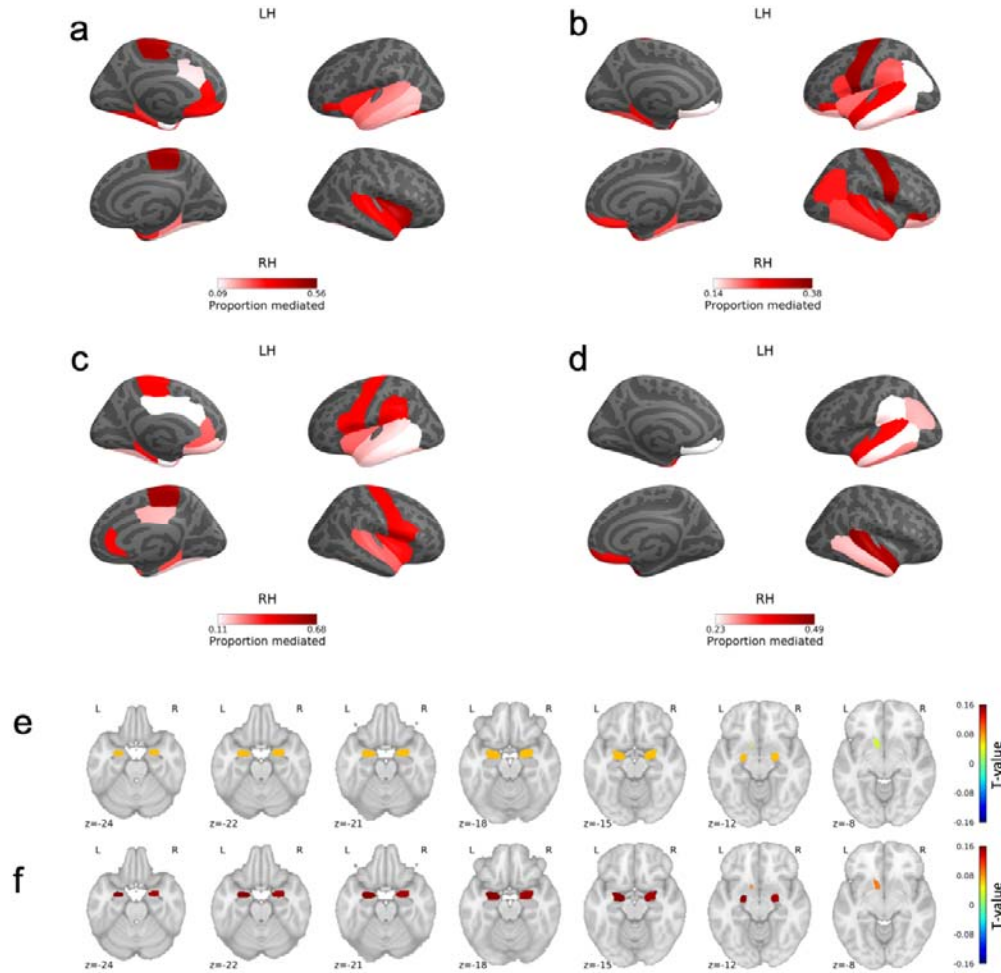 a
LH
RH
0.09 0.56
Proportion mediated
b
LH
RH
0.14 0.38
Proportion mediated
c
LH
RH
0.11 0.68
Proportion mediated
d
LH
RH
0.23 0.49
Proportion mediated
e
L R L R L R L R L R L R L R
z=-24 z=-22 z=-21 z=-18 z=-15 z=-12 z=-8
0.16
0.08
0
-0.08
-0.16
T-value
f
L R L R L R L R L R L R L R
z=-24 z=-22 z=-21 z=-18 z=-15 z=-12 z=-8
0.16
0.08
0
-0.08
-0.16
T-value